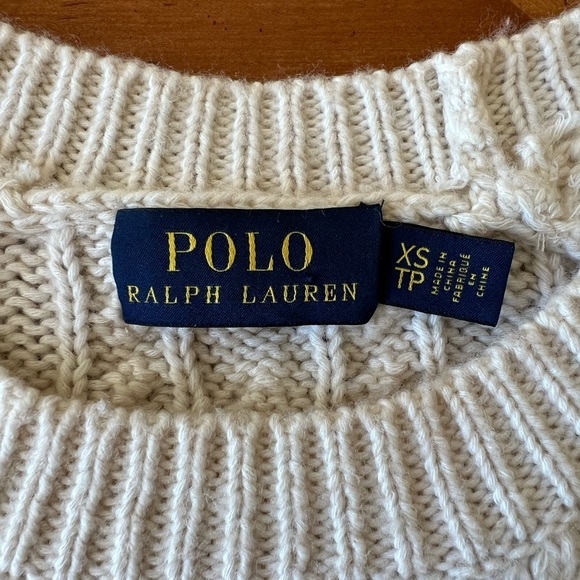 POLO
RALPH LAUREN
XS
TP
MADE IN
CHINA
FABRIQUÉ
EN
CHINE